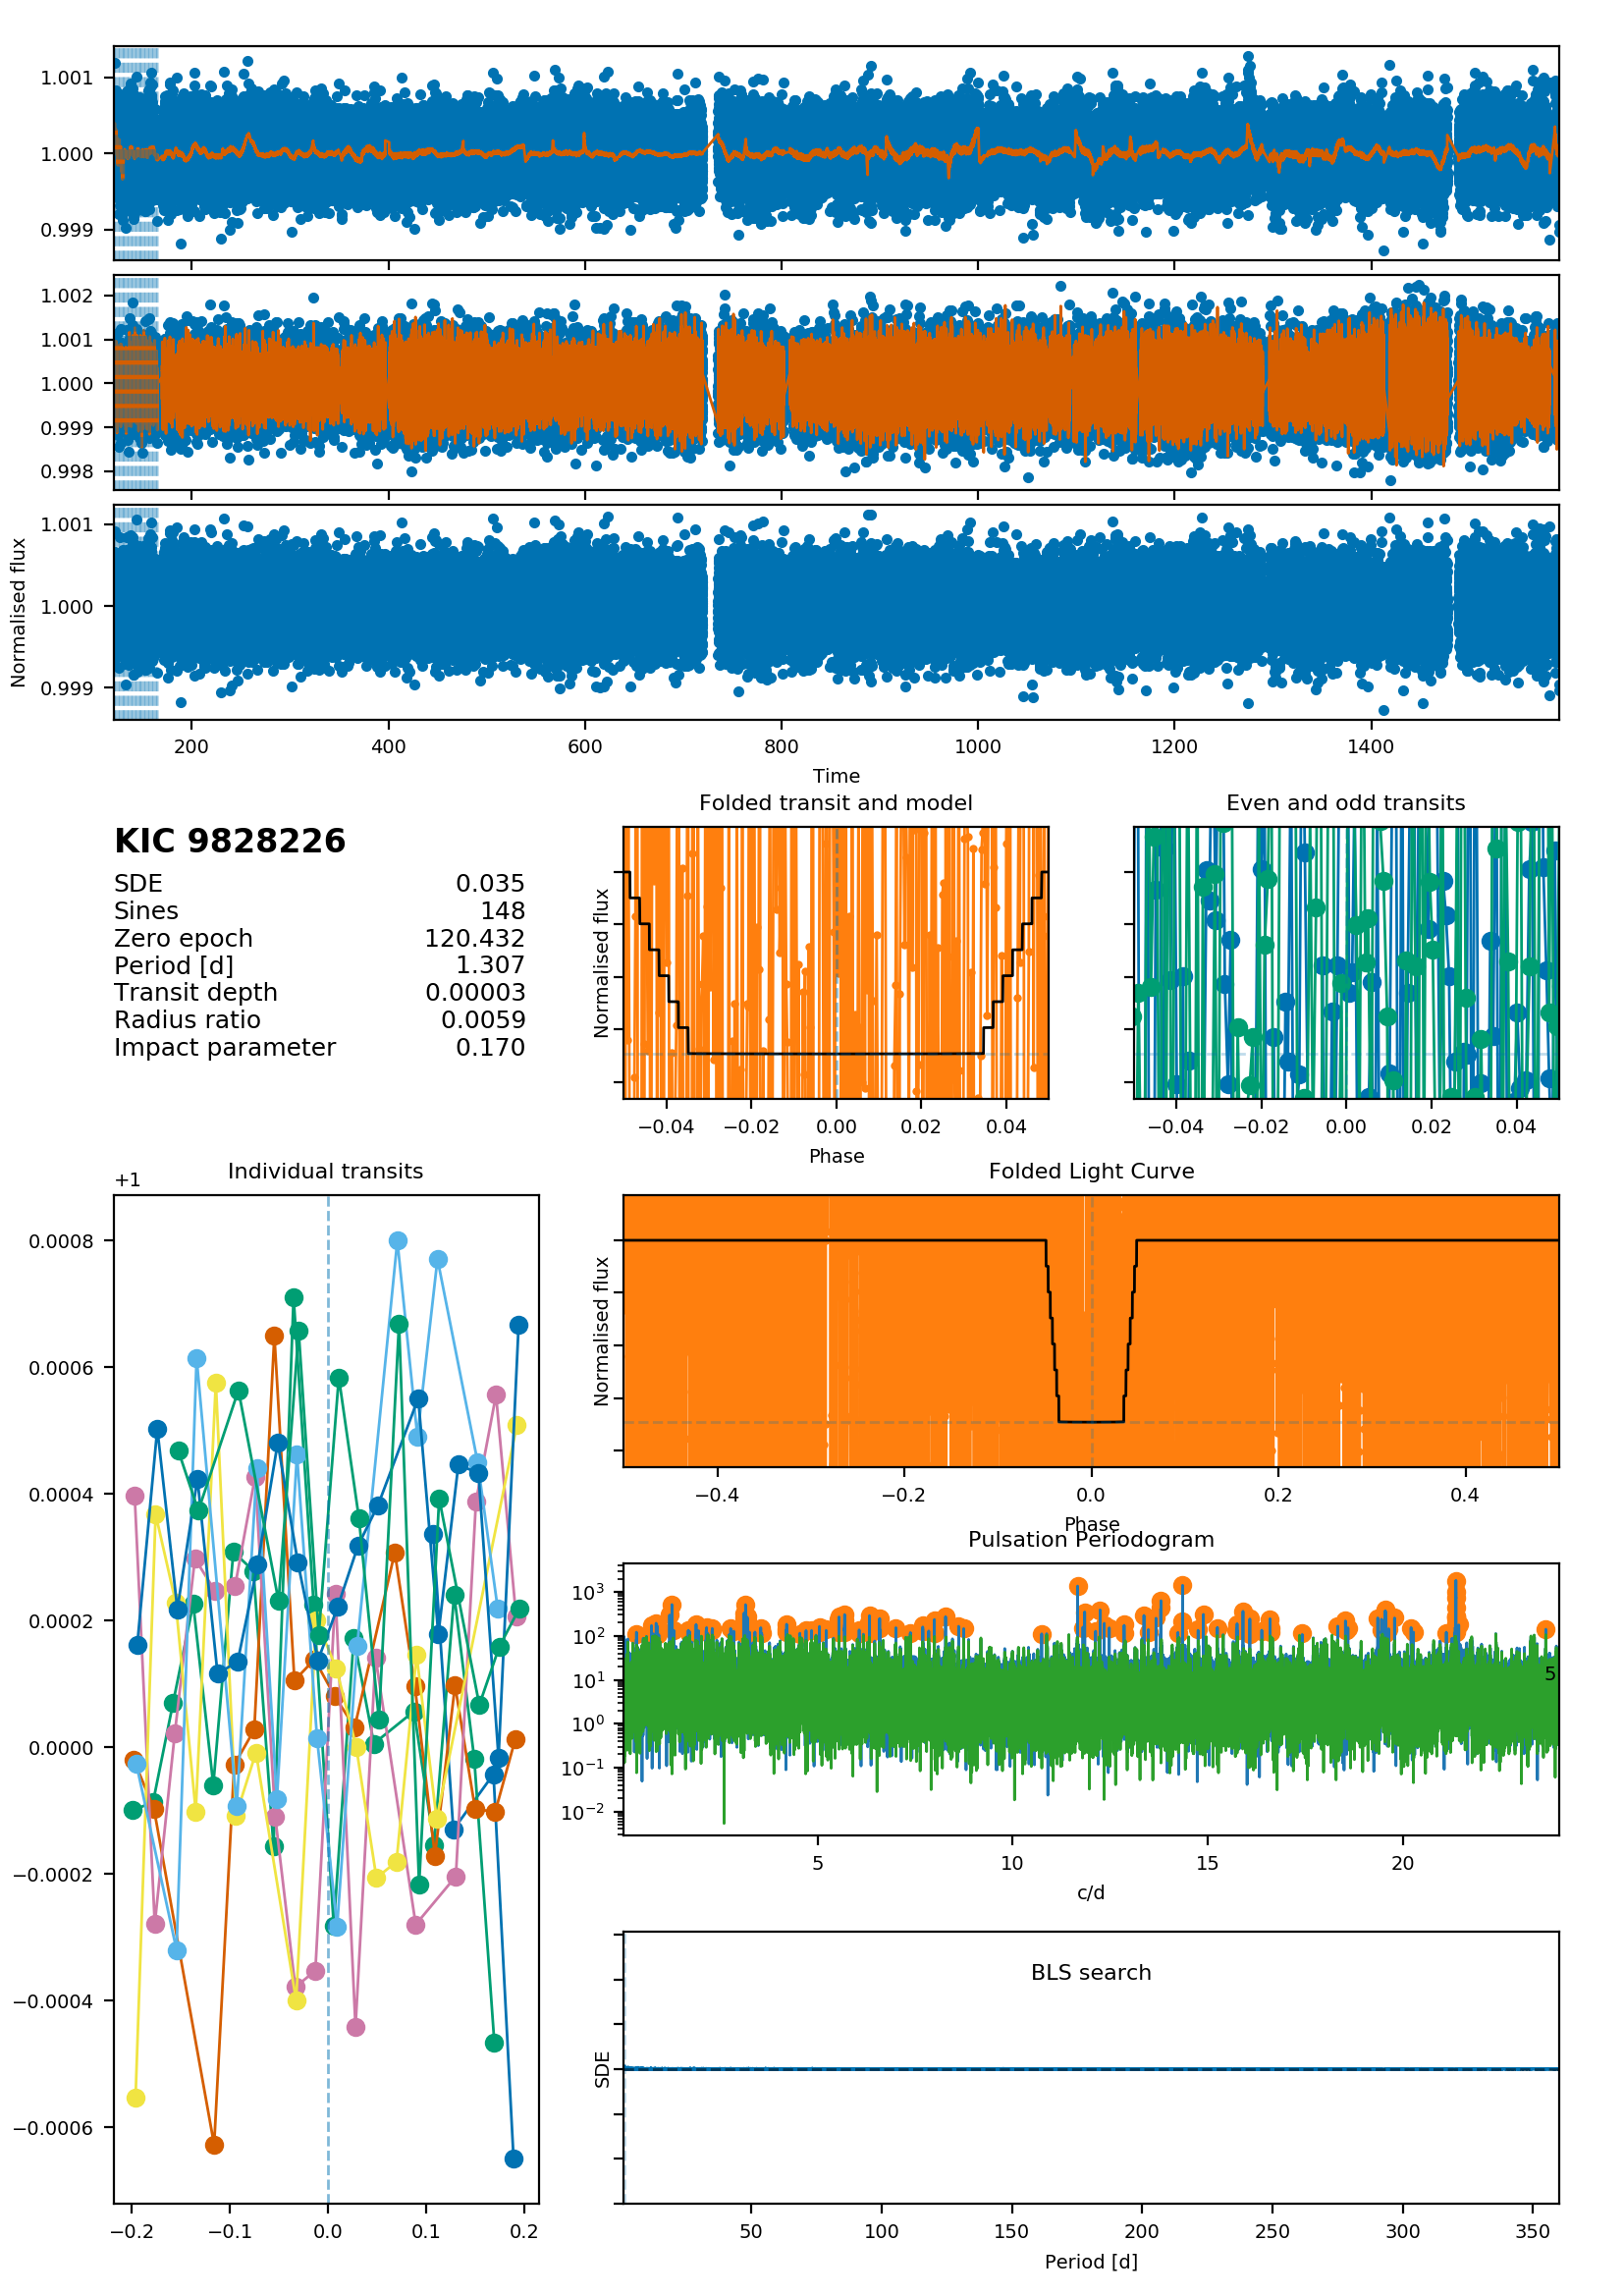 1.001
1.000
0.999
1.002
1.001
1.000
0.999
0.998
1.001
1.000
0.999
Normalised flux
200 400 600 800 1000 1200 1400
Time
KIC 9828226
SDE 0.035
Sines 148
Zero epoch 120.432
Period [d] 1.307
Transit depth 0.00003
Radius ratio 0.0059
Impact parameter 0.170
Folded transit and model
Normalised flux
−0.04 −0.02 0.00 0.02 0.04
Phase
Even and odd transits
−0.04 −0.02 0.00 0.02 0.04
Individual transits
+1
0.0008
0.0006
0.0004
0.0002
0.0000
−0.0002
−0.0004
−0.0006
−0.2 −0.1 0.0 0.1 0.2
Folded Light Curve
Normalised flux
−0.4 −0.2 0.0 0.2 0.4
Phase
Pulsation Periodogram
10³
10²
10¹
10⁰
10⁻¹
10⁻²
5
5 10 15 20
c/d
BLS search
SDE
50 100 150 200 250 300 350
Period [d]